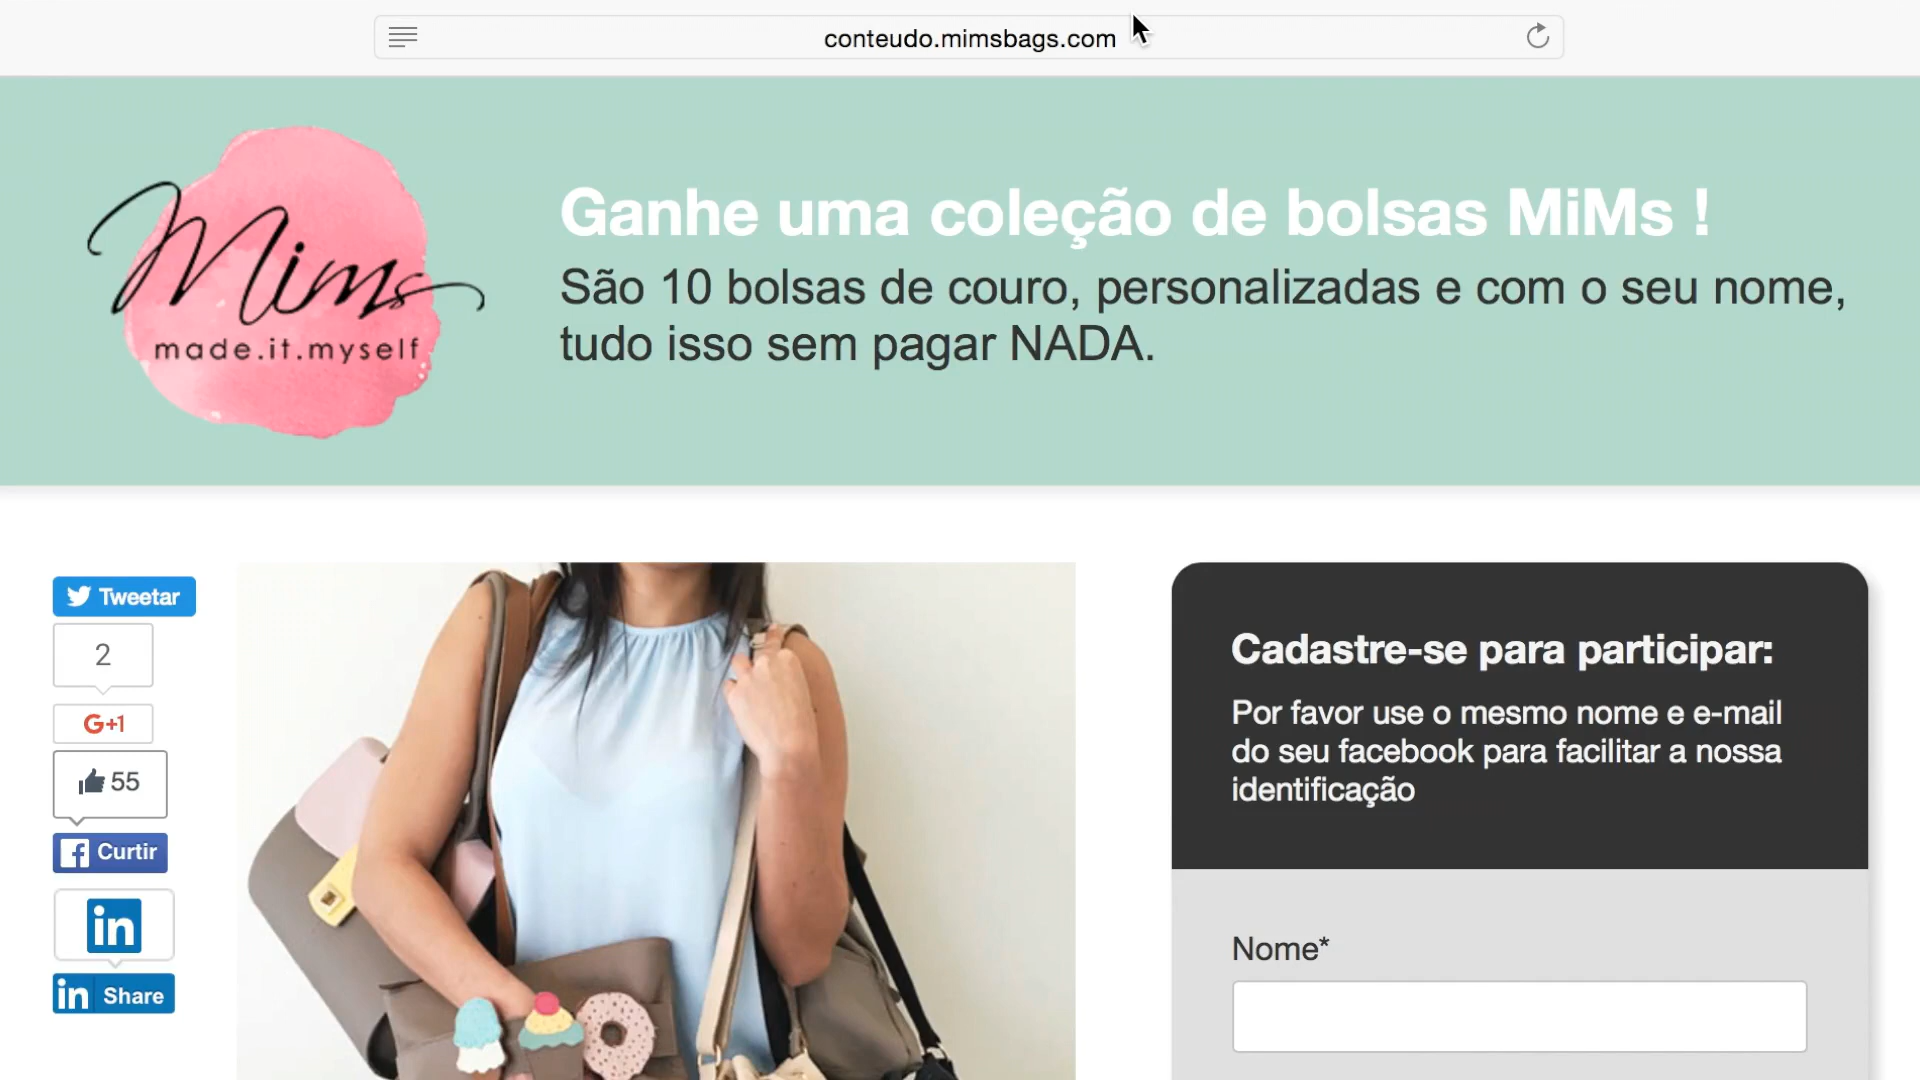 conteudo.mimsbags.com
Mims
made.it.myself
Ganhe uma coleção de bolsas MiMs !
São 10 bolsas de couro, personalizadas e com o seu nome,
tudo isso sem pagar NADA.
Tweetar
2
G+1
55
Curtir
in
in Share
Cadastre-se para participar:
Por favor use o mesmo nome e e-mail
do seu facebook para facilitar a nossa
identificação
Nome*